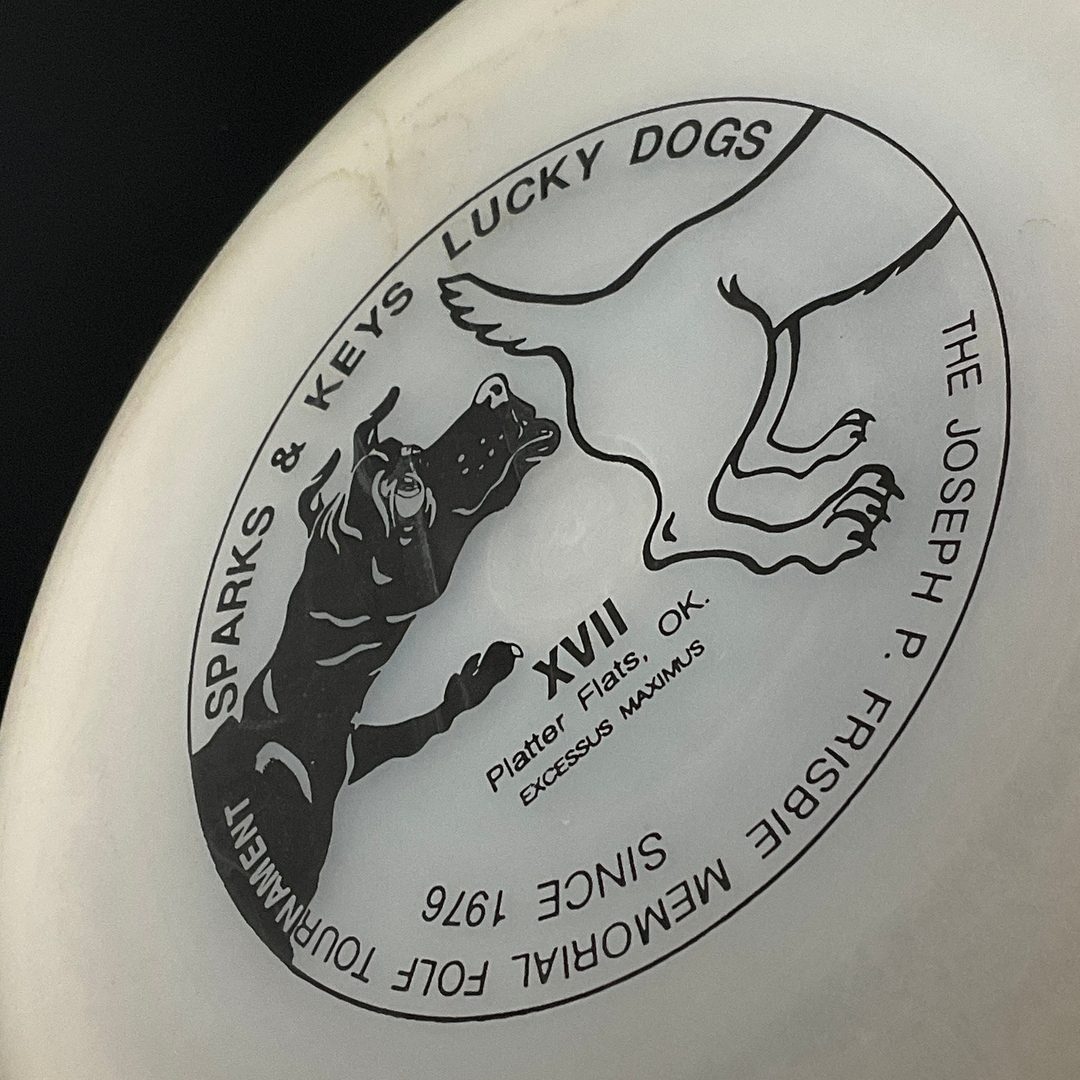 SPARKS & KEYS LUCKY DOGS
THE JOSEPH P. FRISBIE MEMORIAL FOLF TOURNAMENT
SINCE 1976
XVII
Platter Flats, OK.
EXCESSUS MAXIMUS